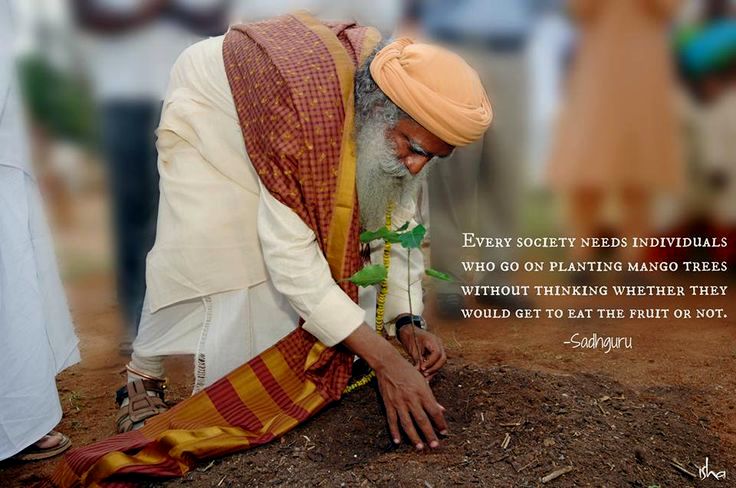 Every society needs individuals
who go on planting mango trees
without thinking whether they
would get to eat the fruit or not.
-Sadhguru
isha